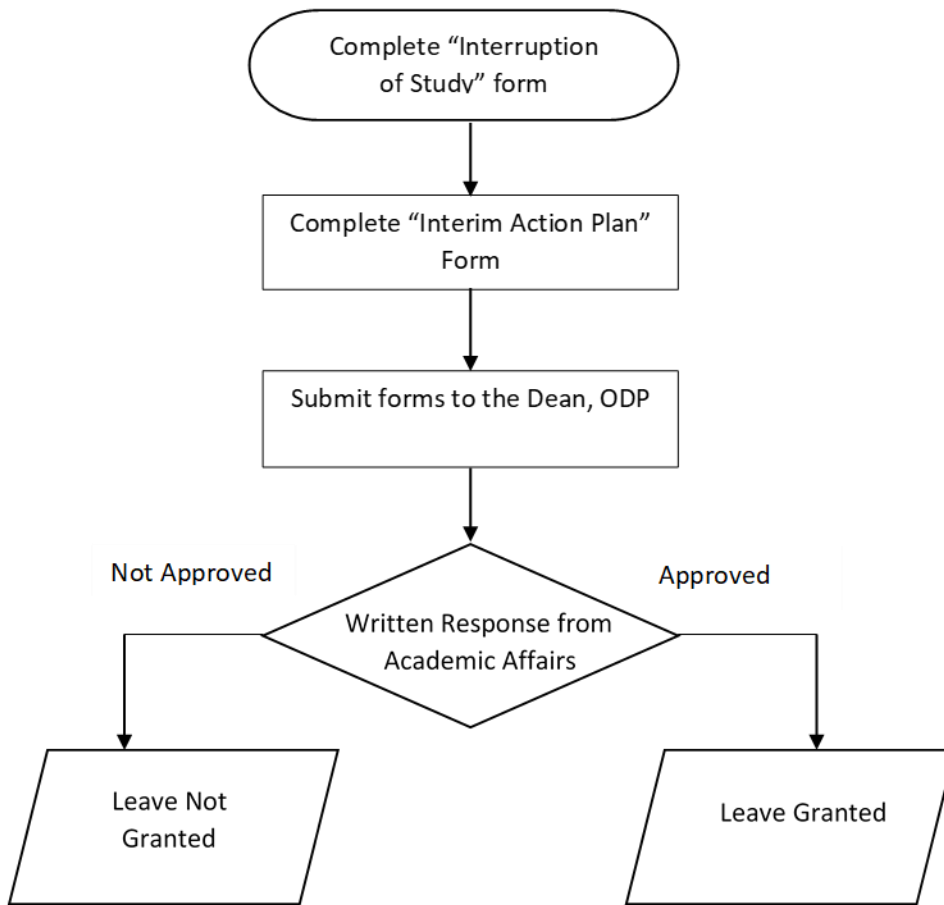 Complete “Interruption
of Study” form
Complete “Interim Action Plan”
Form
Submit forms to the Dean, ODP
Not Approved
Approved
Written Response from
Academic Affairs
Leave Not
Granted
Leave Granted